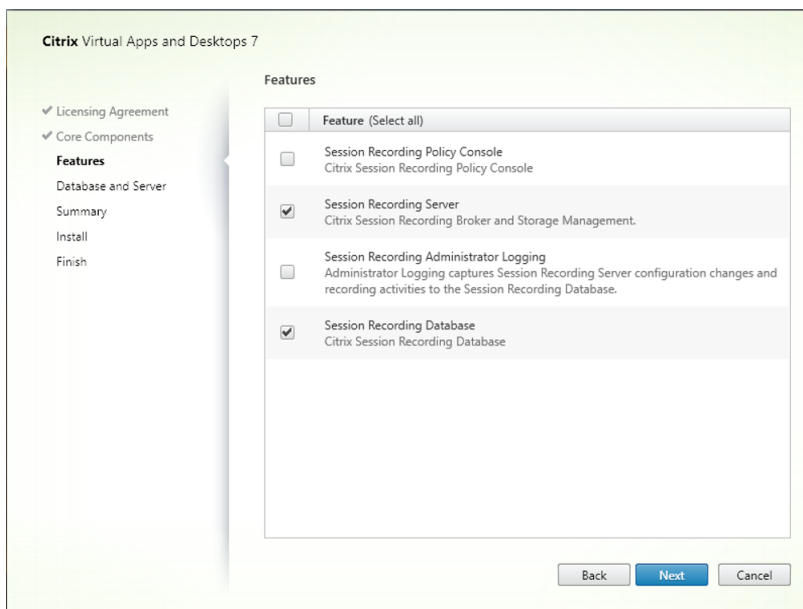 Citrix Virtual Apps and Desktops 7
Features
Licensing Agreement
Core Components
Features
Database and Server
Summary
Install
Finish
Feature (Select all)
Session Recording Policy Console
Citrix Session Recording Policy Console
Session Recording Server
Citrix Session Recording Broker and Storage Management.
Session Recording Administrator Logging
Administrator Logging captures Session Recording Server configuration changes and
recording activities to the Session Recording Database.
Session Recording Database
Citrix Session Recording Database
Back
Next
Cancel